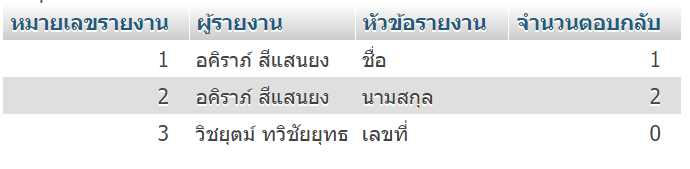 หมายเลขรายงาน ผู้รายงาน หัวข้อรายงาน จำนวนตอบกลับ
1 อคิราภ์ สีแสนยง ชื่อ 1
2 อคิราภ์ สีแสนยง นามสกุล 2
3 วิชยุตม์ ทวิชัยยุทธ เลขที่ 0